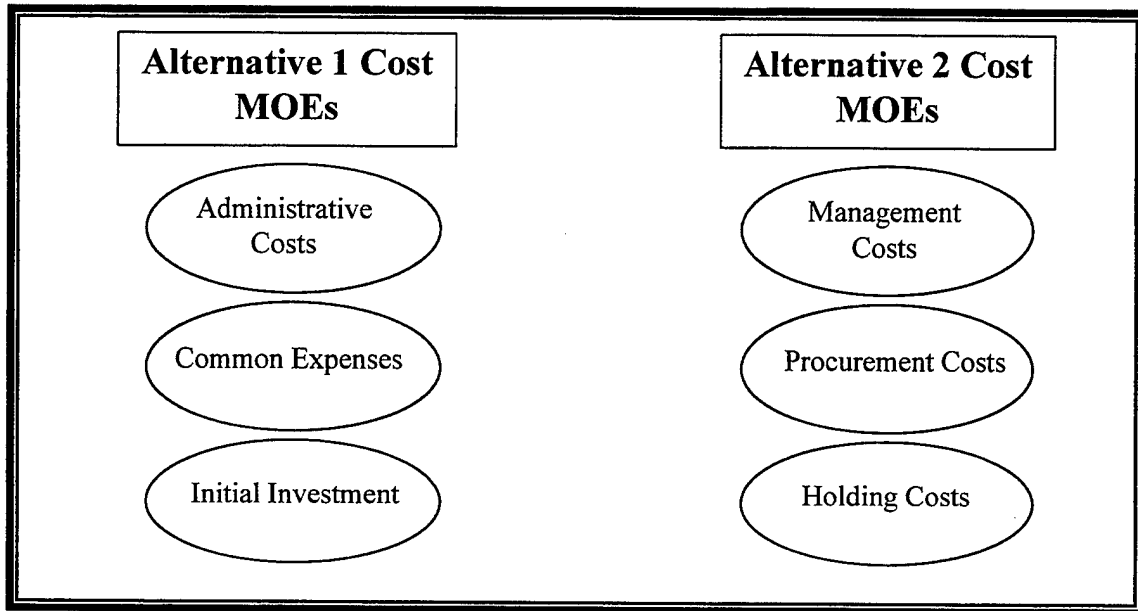 Alternative 1 Cost
MOEs
Administrative
Costs
Common Expenses
Initial Investment
Alternative 2 Cost
MOEs
Management
Costs
Procurement Costs
Holding Costs